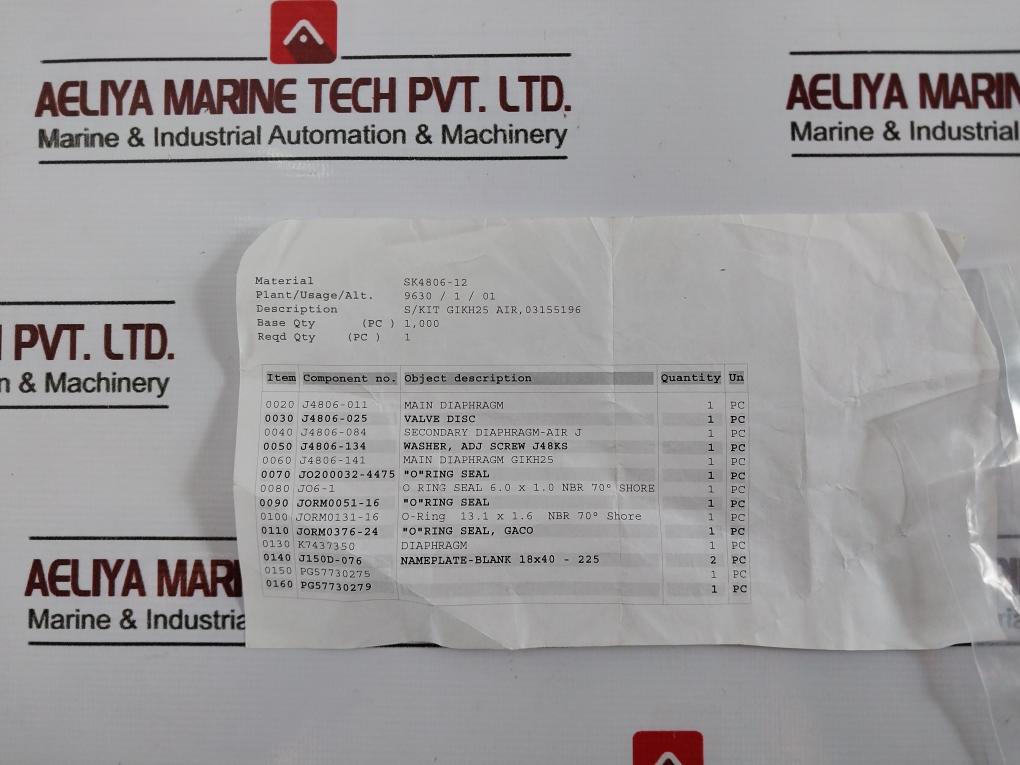 AELIYA MARINE TECH PVT. LTD.
Marine & Industrial Automation & Machinery
AELIYA MARIN
Marine & Industrial
PVT. LTD.
n & Machinery
Material SK4806-12
Plant/Usage/Alt. 9630 / 1 / 01
Description S/KIT GIKH25 AIR,03155196
Base Qty (PC ) 1,000
Reqd Qty (PC ) 1
Item Component no. Object description Quantity Un
0020 J4806-011 MAIN DIAPHRAGM 1 PC
0030 J4806-025 VALVE DISC 1 PC
0040 J4806-084 SECONDARY DIAPHRAGM-AIR J 1 PC
0050 J4806-134 WASHER, ADJ SCREW J48KS 1 PC
0060 J4806-141 MAIN DIAPHRAGM GIKH25 1 PC
0070 JO200032-4475 "O"RING SEAL 1 PC
0080 JO6-1 O RING SEAL 6.0 x 1.0 NBR 70° SHORE 1 PC
0090 JORM0051-16 "O"RING SEAL 1 PC
0100 JORM0131-16 O-Ring 13.1 x 1.6 NBR 70° Shore 1 PC
0110 JORM0376-24 "O"RING SEAL, GACO 1 PC
0130 K7437350 DIAPHRAGM 1 PC
0140 J150D-076 NAMEPLATE-BLANK 18x40 - 225 2 PC
0150 PG57730275 1 PC
0160 PG57730279 1 PC
AELIYA MARI
Marine & Industria